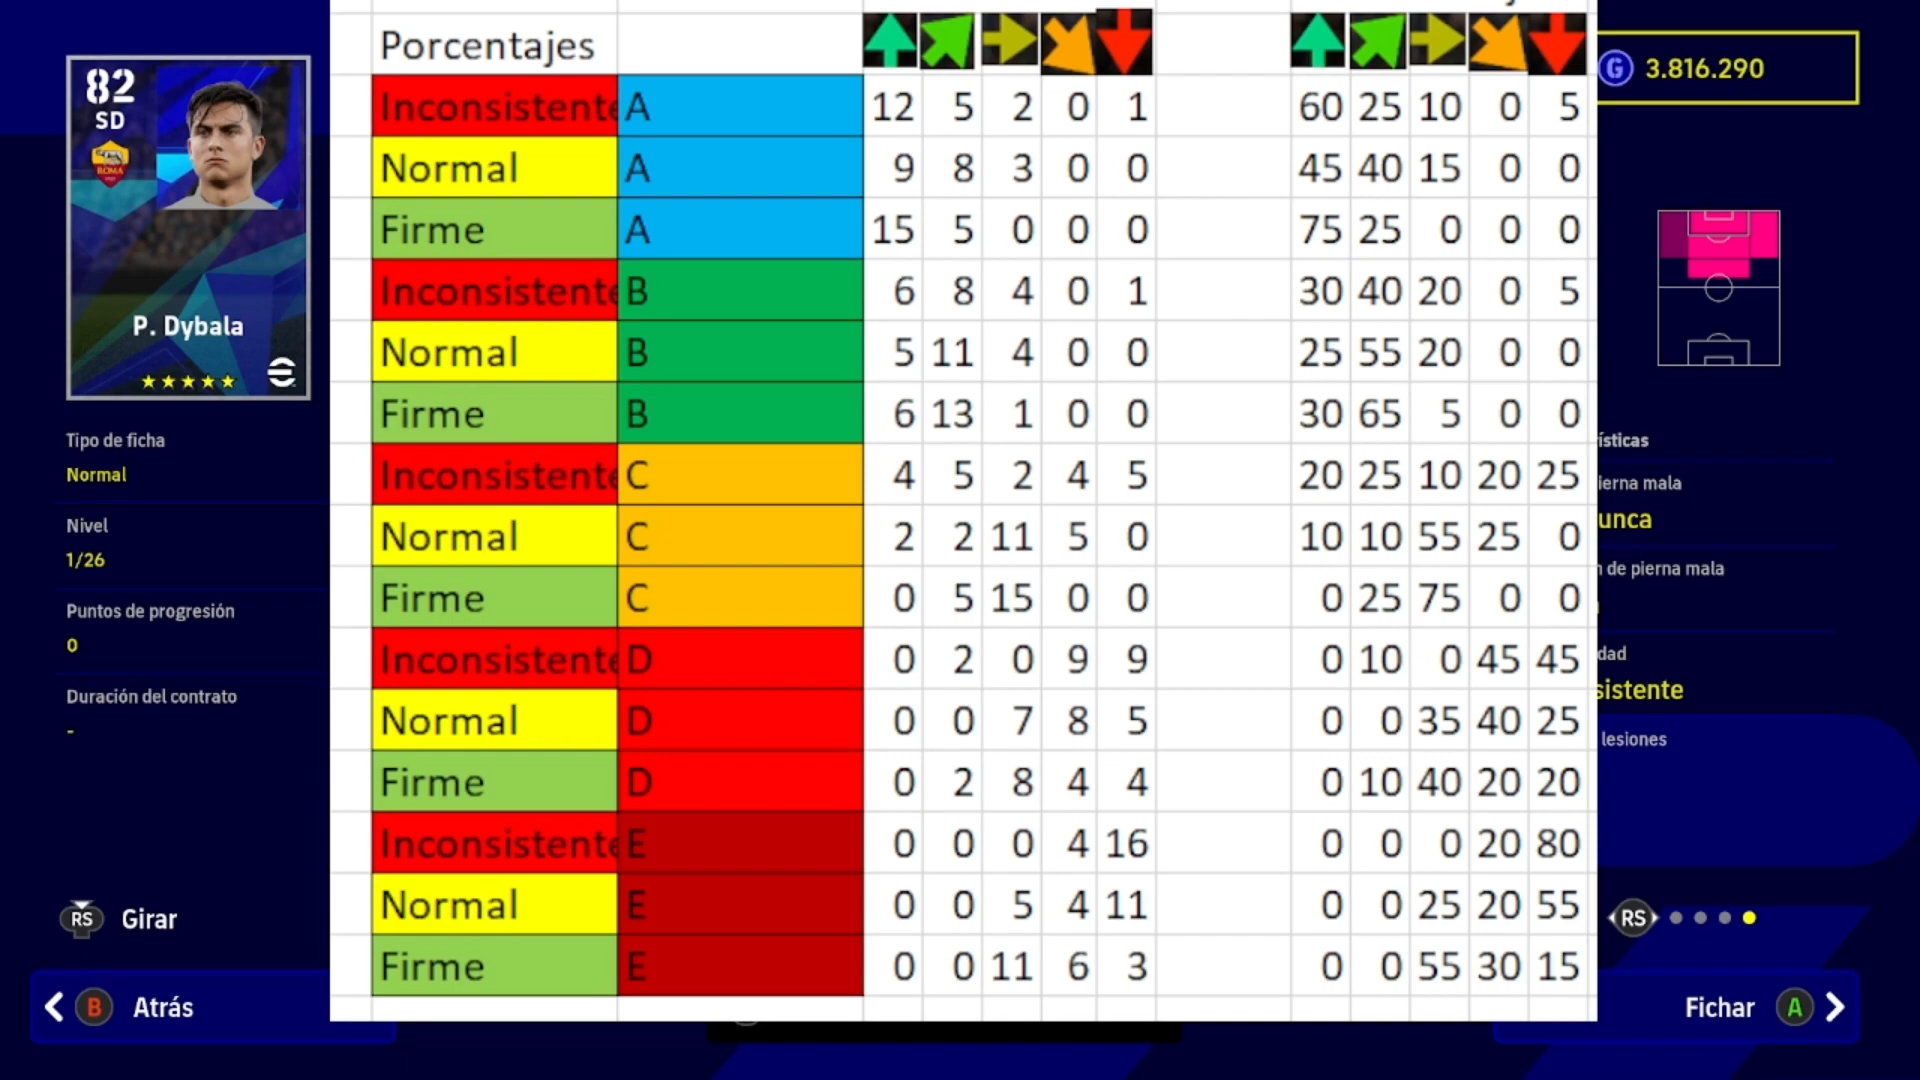 82
SD
ROMA
P. Dybala
Tipo de ficha
Normal
Nivel
1/26
Puntos de progresión
0
Duración del contrato
-
RS Girar
B Atrás
Porcentajes
Inconsistente A 12 5 2 0 1 60 25 10 0 5
Normal A 9 8 3 0 0 45 40 15 0 0
Firme A 15 5 0 0 0 75 25 0 0 0
Inconsistente B 6 8 4 0 1 30 40 20 0 5
Normal B 5 11 4 0 0 25 55 20 0 0
Firme B 6 13 1 0 0 30 65 5 0 0
Inconsistente C 4 5 2 4 5 20 25 10 20 25
Normal C 2 2 11 5 0 10 10 55 25 0
Firme C 0 5 15 0 0 0 25 75 0 0
Inconsistente D 0 2 0 9 9 0 10 0 45 45
Normal D 0 0 7 8 5 0 0 35 40 25
Firme D 0 2 8 4 4 0 10 40 20 20
Inconsistente E 0 0 0 4 16 0 0 0 20 80
Normal E 0 0 5 4 11 0 0 25 20 55
Firme E 0 0 11 6 3 0 0 55 30 15
G 3.816.290
ísticas
ierna mala
unca
de pierna mala
dad
sistente
lesiones
RS
Fichar A